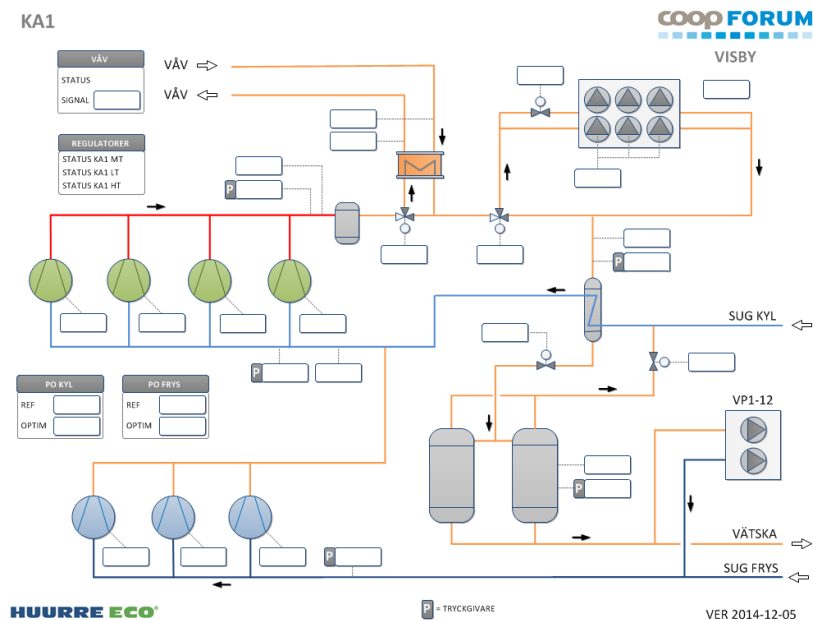 KA1
COOP FORUM
VISBY
VÅV
STATUS
SIGNAL
VÅV
VÅV
REGULATORER
STATUS KA1 MT
STATUS KA1 LT
STATUS KA1 HT
P
P
SUG KYL
P
PO KYL
REF
OPTIM
PO FRYS
REF
OPTIM
VP1-12
P
VÄTSKA
P
SUG FRYS
HUURRE ECO®
P = TRYCKGIVARE
VER 2014-12-05